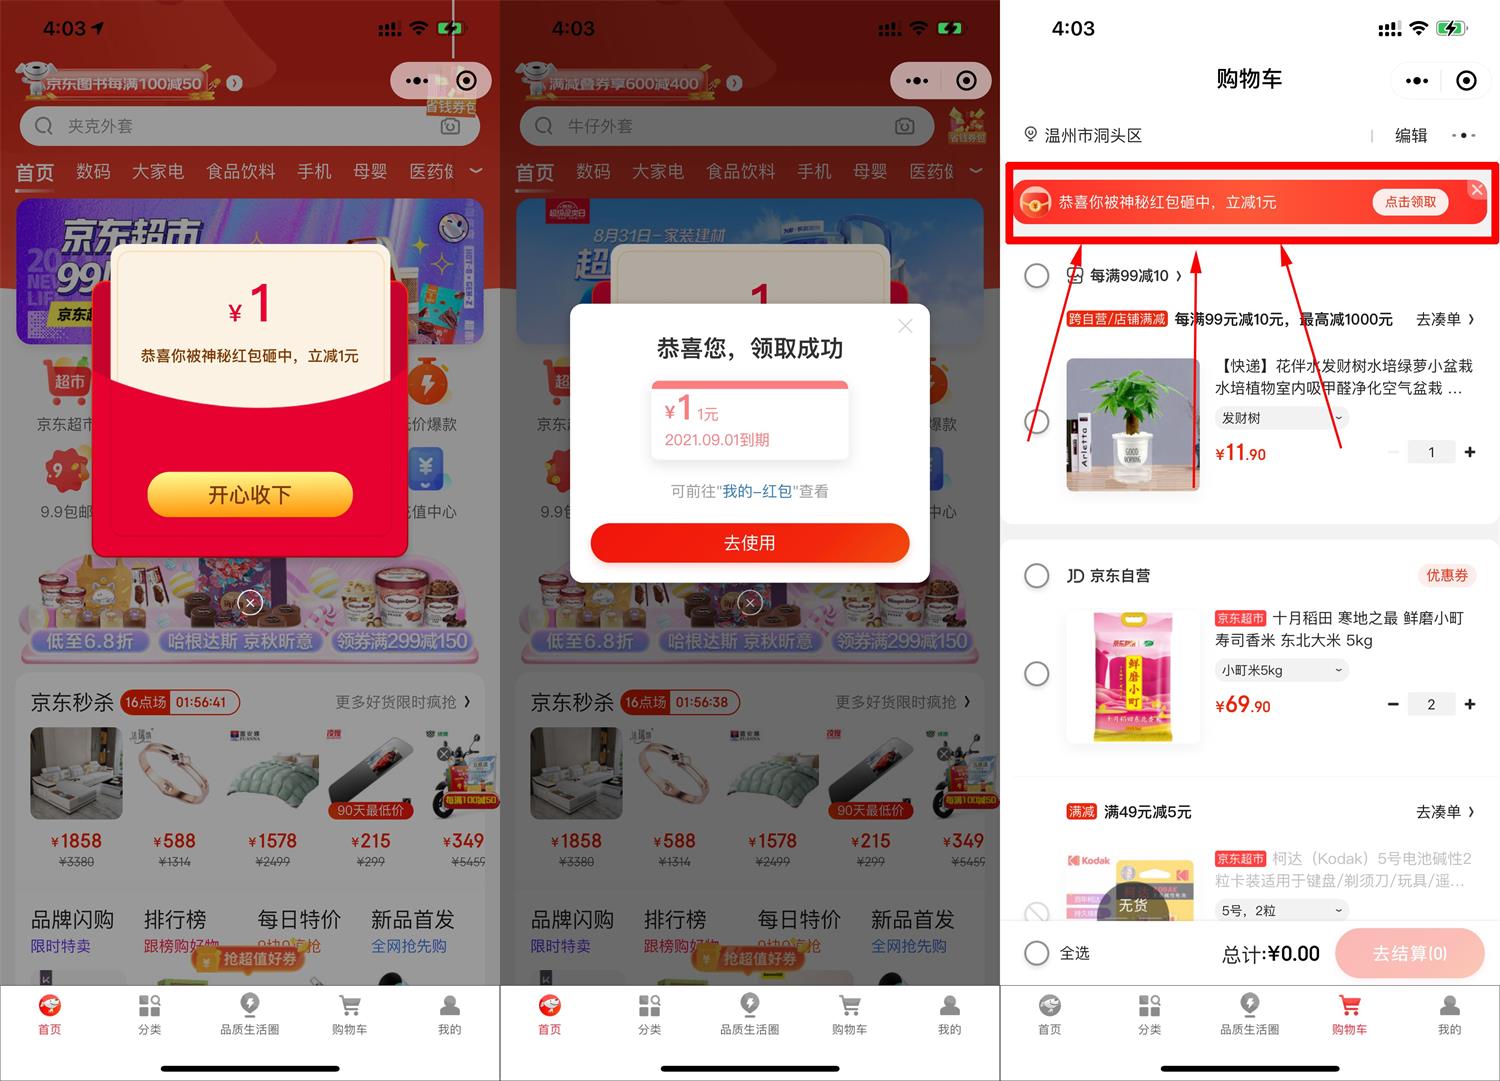 4:03
京东图书每满100减50
省钱券包
夹克外套
首页 数码 大家电 食品饮料 手机 母婴 医药
京东超市
¥1
恭喜你被神秘红包砸中，立减1元
超市
京东超市
9.9包邮
充值中心
开心收下
低至6.8折
哈根达斯 京秋昕意
领券满299减150
京东秒杀 16点场 01:56:41 更多好货限时疯抢
90天最低价
每满100减50
¥1858 ¥588 ¥1578 ¥215 ¥349
¥3380 ¥1314 ¥2499 ¥299 ¥5459
品牌闪购 排行榜 每日特价 新品首发
限时特卖 跟榜购好物 全网抢先购
抢超值好券
首页 分类 品质生活圈 购物车 我的
4:03
满减叠券享600减400
省钱券包
牛仔外套
首页 数码 大家电 食品饮料 手机 母婴 医药
超级品类日
8月31日-家装建材
1
恭喜您，领取成功
¥1 1元
2021.09.01到期
可前往"我的-红包"查看
去使用
低至6.8折
哈根达斯 京秋昕意
领券满299减150
京东秒杀 16点场 01:56:38 更多好货限时疯抢
90天最低价
每满100减50
¥1858 ¥588 ¥1578 ¥215 ¥349
¥3380 ¥1314 ¥2499 ¥299 ¥5459
品牌闪购 排行榜 每日特价 新品首发
限时特卖 跟榜购好物 全网抢先购
抢超值好券
首页 分类 品质生活圈 购物车 我的
4:03
购物车
温州市洞头区
编辑
恭喜你被神秘红包砸中，立减1元
点击领取
每满99减10
跨自营/店铺满减 每满99元减10元，最高减1000元 去凑单
【快递】花伴水发财树水培绿萝小盆栽
水培植物室内吸甲醛净化空气盆栽 ...
发财树
¥11.90
1
Arletta
GOOD
MORNING
JD 京东自营
优惠券
京东超市 十月稻田 寒地之最 鲜磨小町
寿司香米 东北大米 5kg
小町米5kg
¥69.90
2
鲜磨小町
满减 满49元减5元 去凑单
Kodak
京东超市 柯达（Kodak）5号电池碱性2
粒卡装适用于键盘/剃须刀/玩具/遥...
无货
5号，2粒
全选
总计:¥0.00
去结算(0)
首页 分类 品质生活圈 购物车 我的